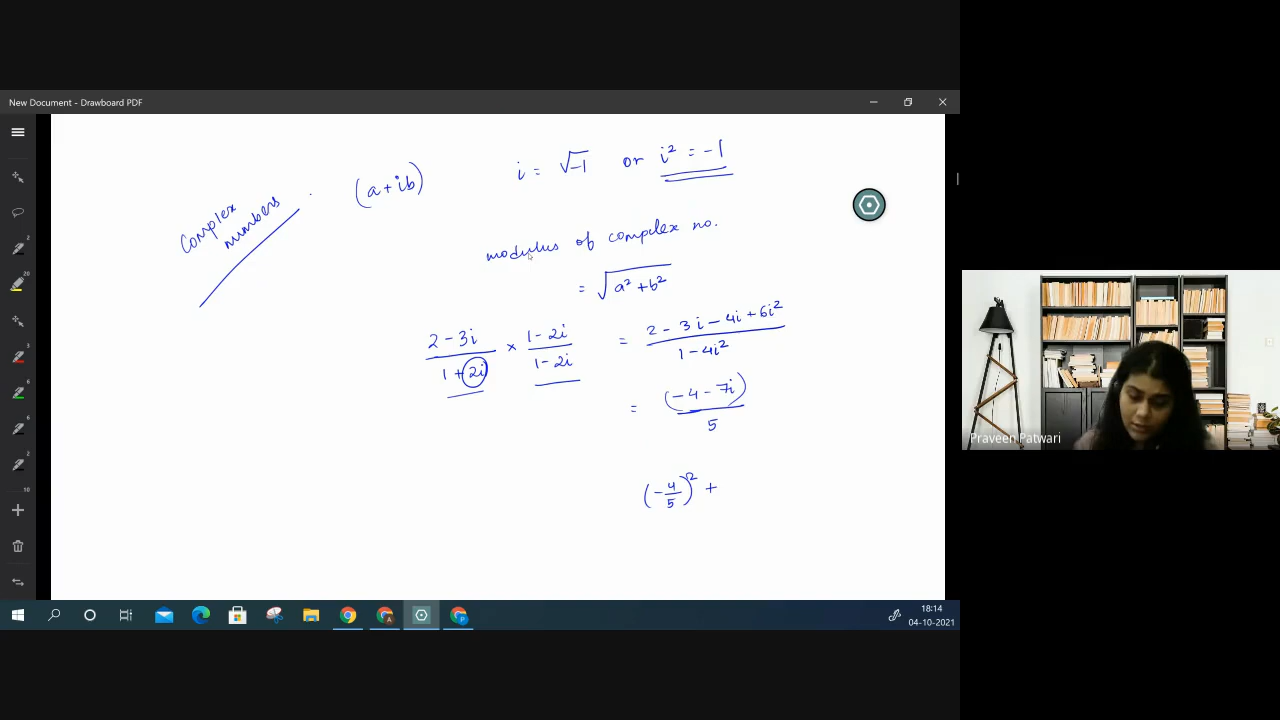 New Document - Drawboard PDF
Complex numbers
(a+ib)
i = √-1 or i² = -1
modulus of complex no.
= √a² + b²
2 - 3i / 1 + 2i × 1 - 2i / 1 - 2i = 2 - 3i - 4i + 6i² / 1 - 4i²
= (-4 - 7i) / 5
(-4/5)² +
Praveen Patwari
18:14
04-10-2021